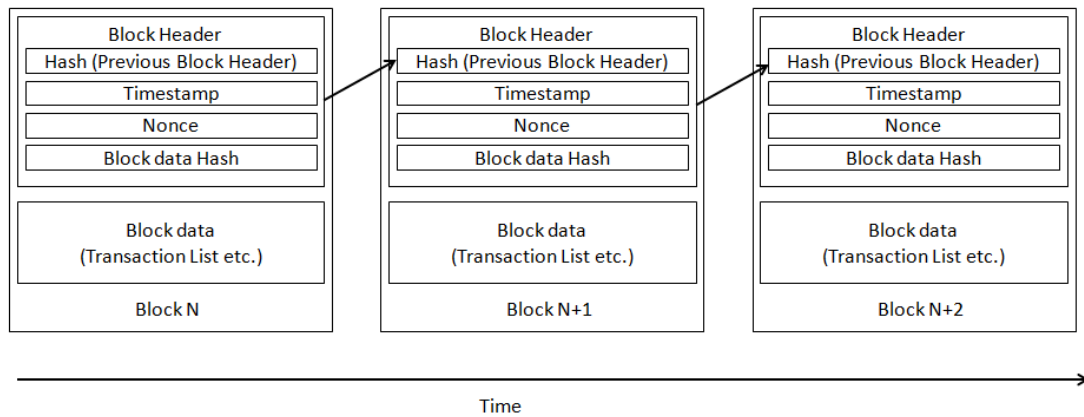 Block Header
Hash (Previous Block Header)
Timestamp
Nonce
Block data Hash
Block data
(Transaction List etc.)
Block N
Block Header
Hash (Previous Block Header)
Timestamp
Nonce
Block data Hash
Block data
(Transaction List etc.)
Block N+1
Block Header
Hash (Previous Block Header)
Timestamp
Nonce
Block data Hash
Block data
(Transaction List etc.)
Block N+2
Time